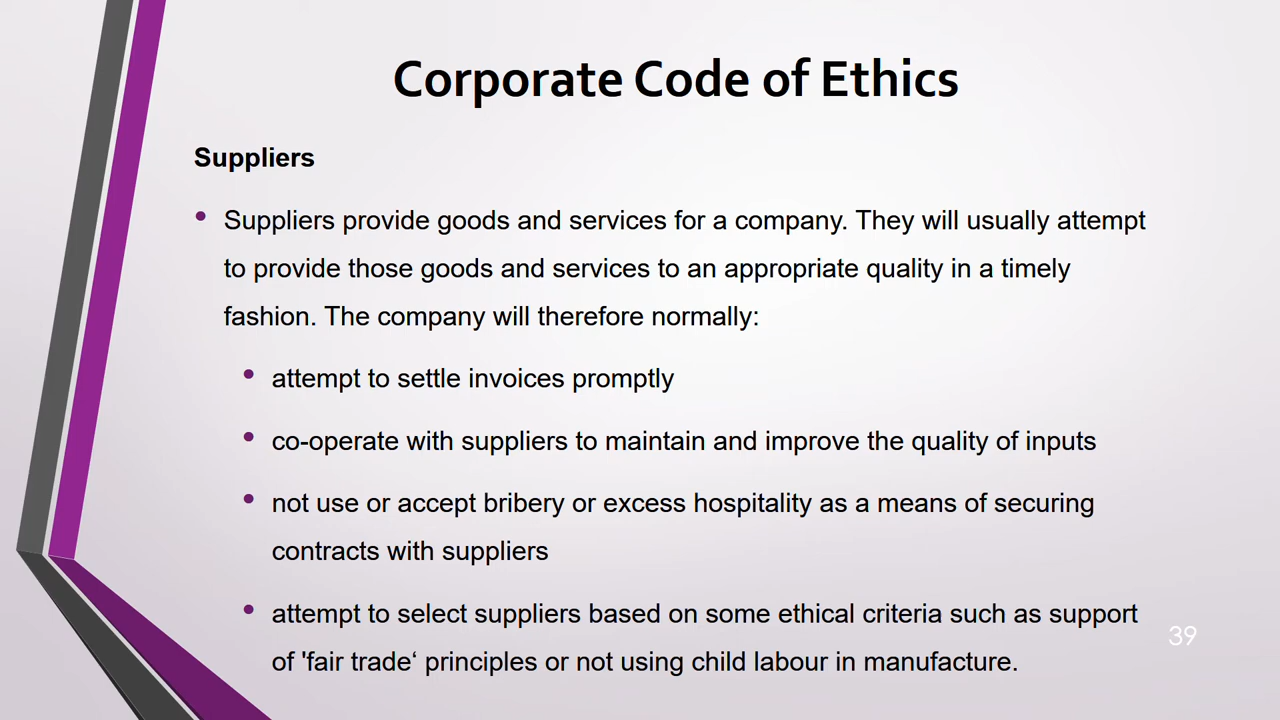 Corporate Code of Ethics
Suppliers
• Suppliers provide goods and services for a company. They will usually attempt
to provide those goods and services to an appropriate quality in a timely
fashion. The company will therefore normally:
• attempt to settle invoices promptly
• co-operate with suppliers to maintain and improve the quality of inputs
• not use or accept bribery or excess hospitality as a means of securing
contracts with suppliers
• attempt to select suppliers based on some ethical criteria such as support
of 'fair trade‘ principles or not using child labour in manufacture.
39